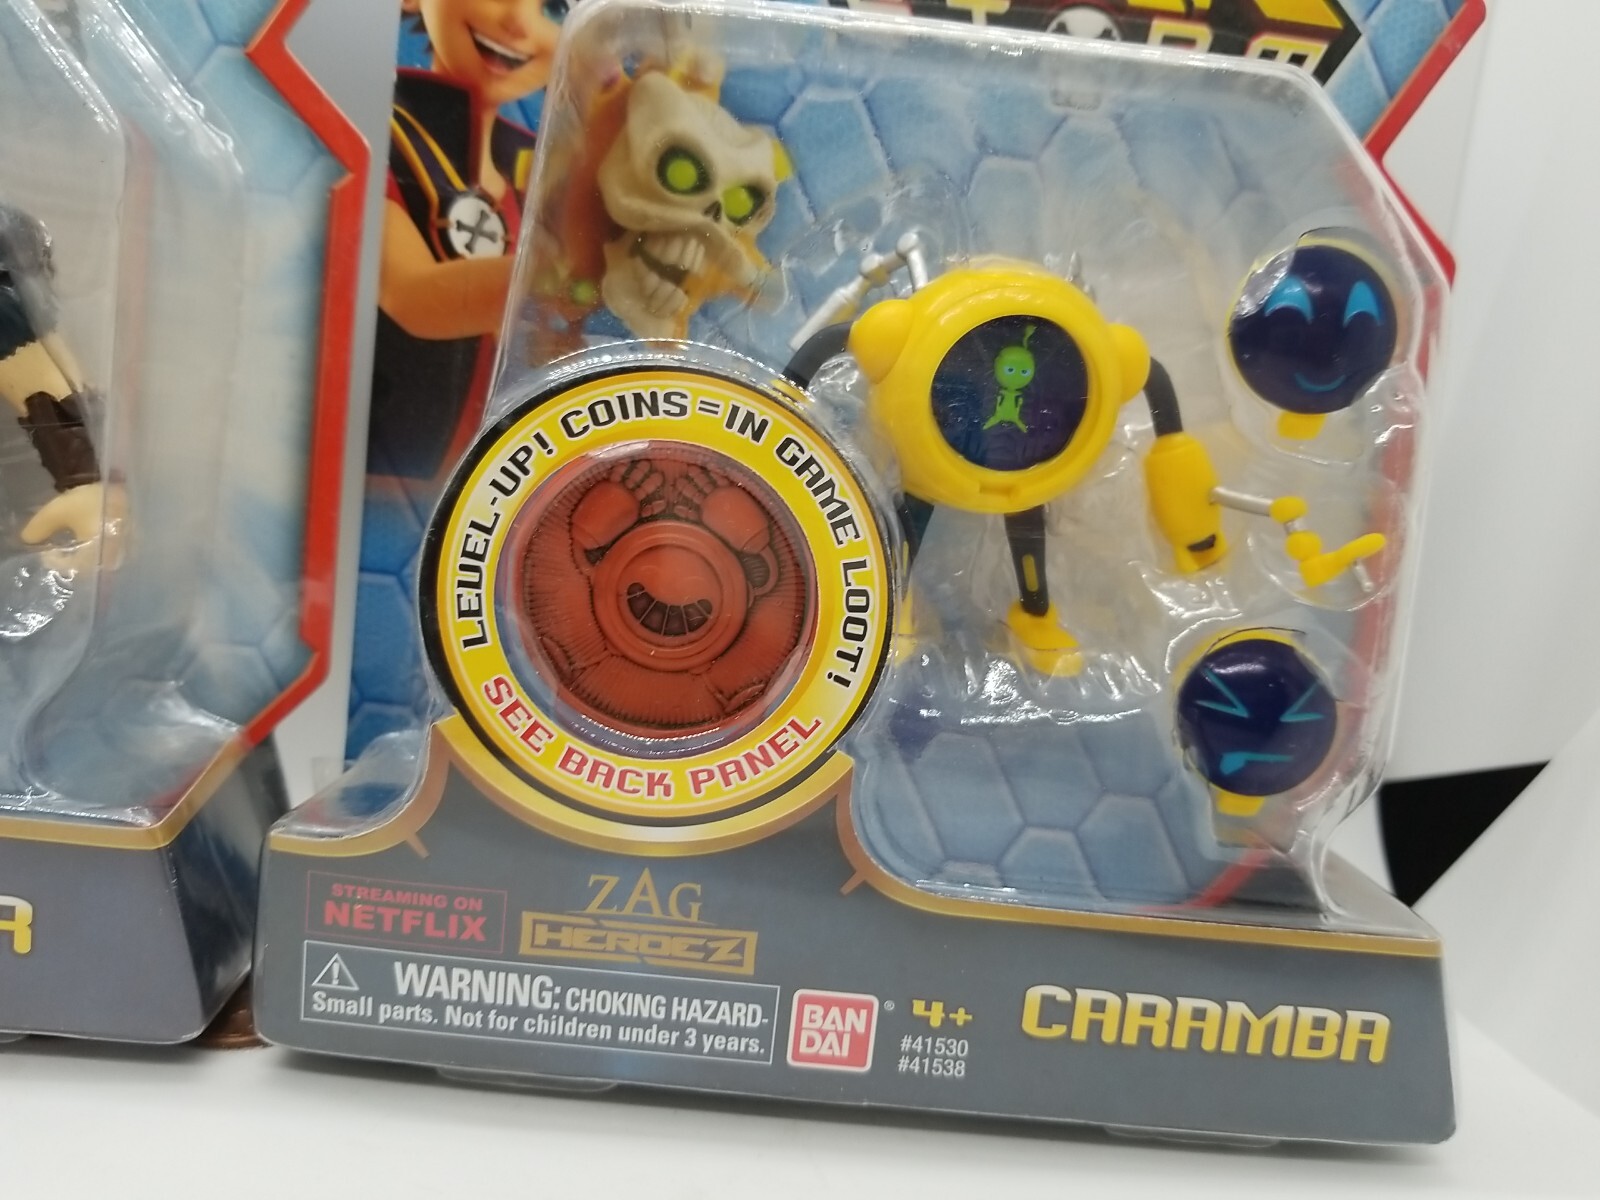 LEVEL-UP! COINS = IN GAME LOOT!
SEE BACK PANEL
STREAMING ON
NETFLIX
ZAG
HEROEZ
WARNING: CHOKING HAZARD-
Small parts. Not for children under 3 years.
BAN
DAI
®
4+
#41530
#41538
CARAMBA
R